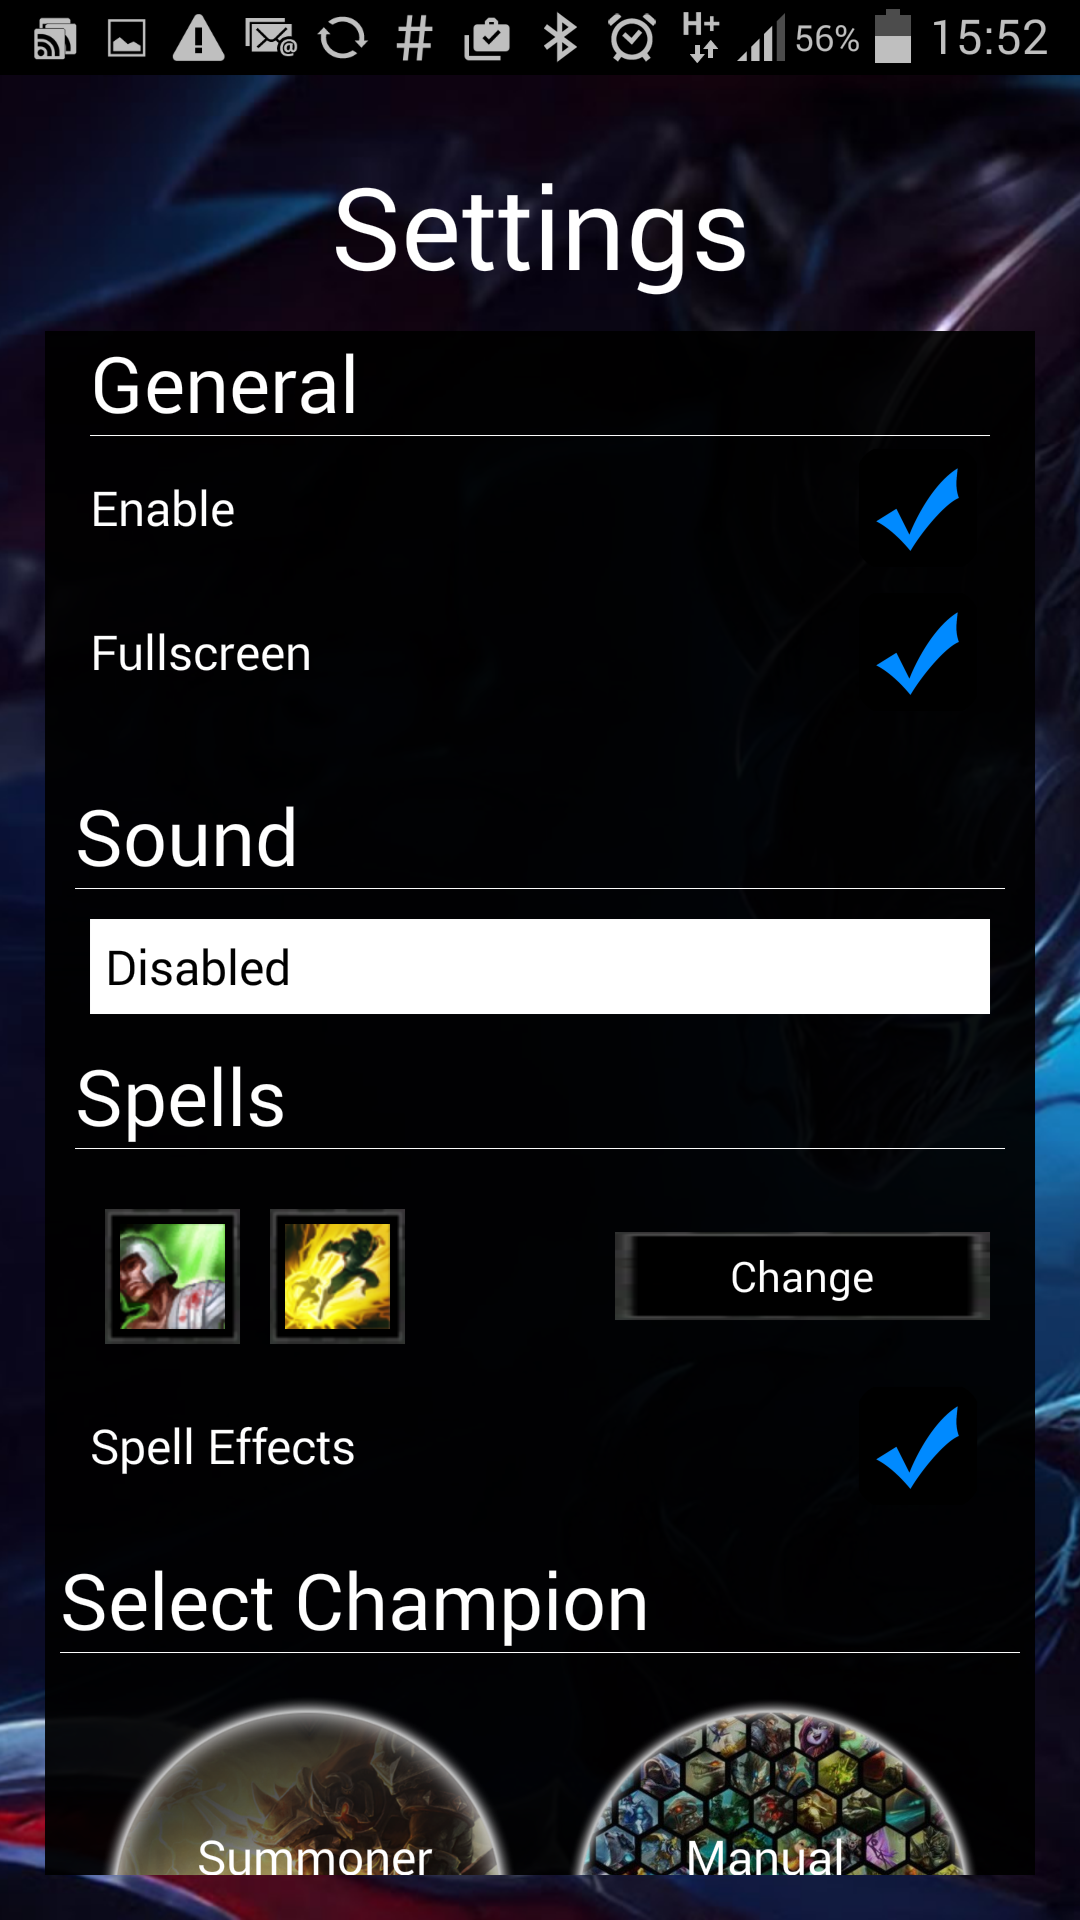 H+ 56% 15:52
Settings
General
Enable
Fullscreen
Sound
Disabled
Spells
Change
Spell Effects
Select Champion
Summoner Manual